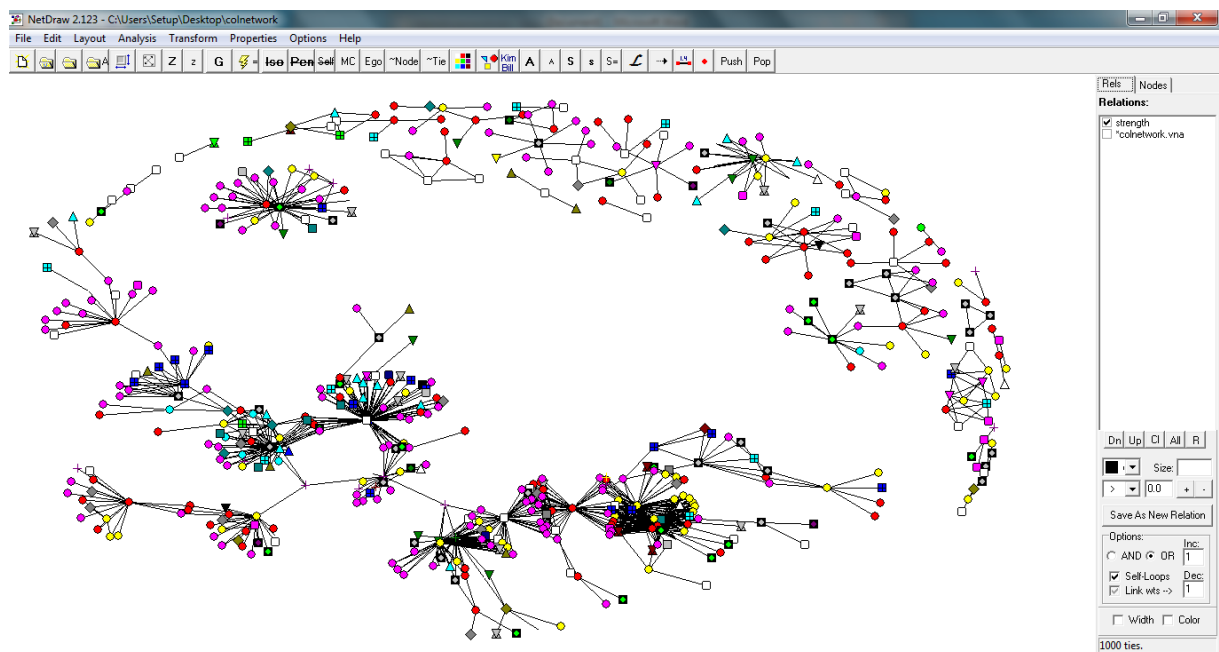 NetDraw 2.123 - C:\Users\Setup\Desktop\colnetwork
File Edit Layout Analysis Transform Properties Options Help
A Z z G Iso Pen Self MC Ego ~Node ~Tie Kim Bill A A S s S= L L4 Push Pop
Rels Nodes
Relations:
strength
*colnetwork.vna
Dn Up Cl All R
Size:
> 0.0 + -
Save As New Relation
Options:
Inc:
AND OR 1
Self-Loops Dec:
Link wts --> 1
Width Color
1000 ties.